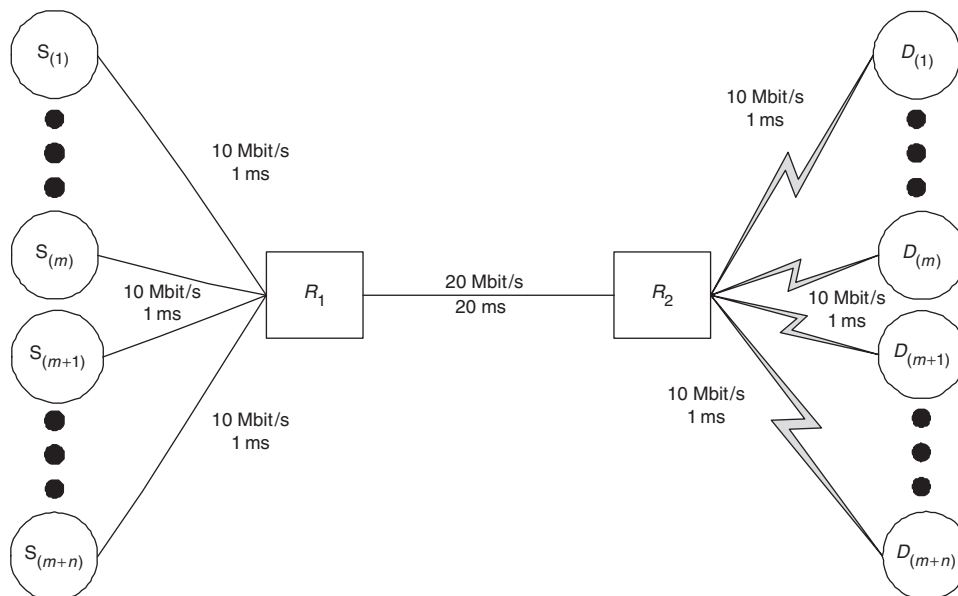 S(1)
10 Mbit/s
1 ms
S(m)
10 Mbit/s
1 ms
S(m+1)
10 Mbit/s
1 ms
S(m+n)
R1
20 Mbit/s
20 ms
R2
10 Mbit/s
1 ms
10 Mbit/s
1 ms
10 Mbit/s
1 ms
D(1)
D(m)
D(m+1)
D(m+n)